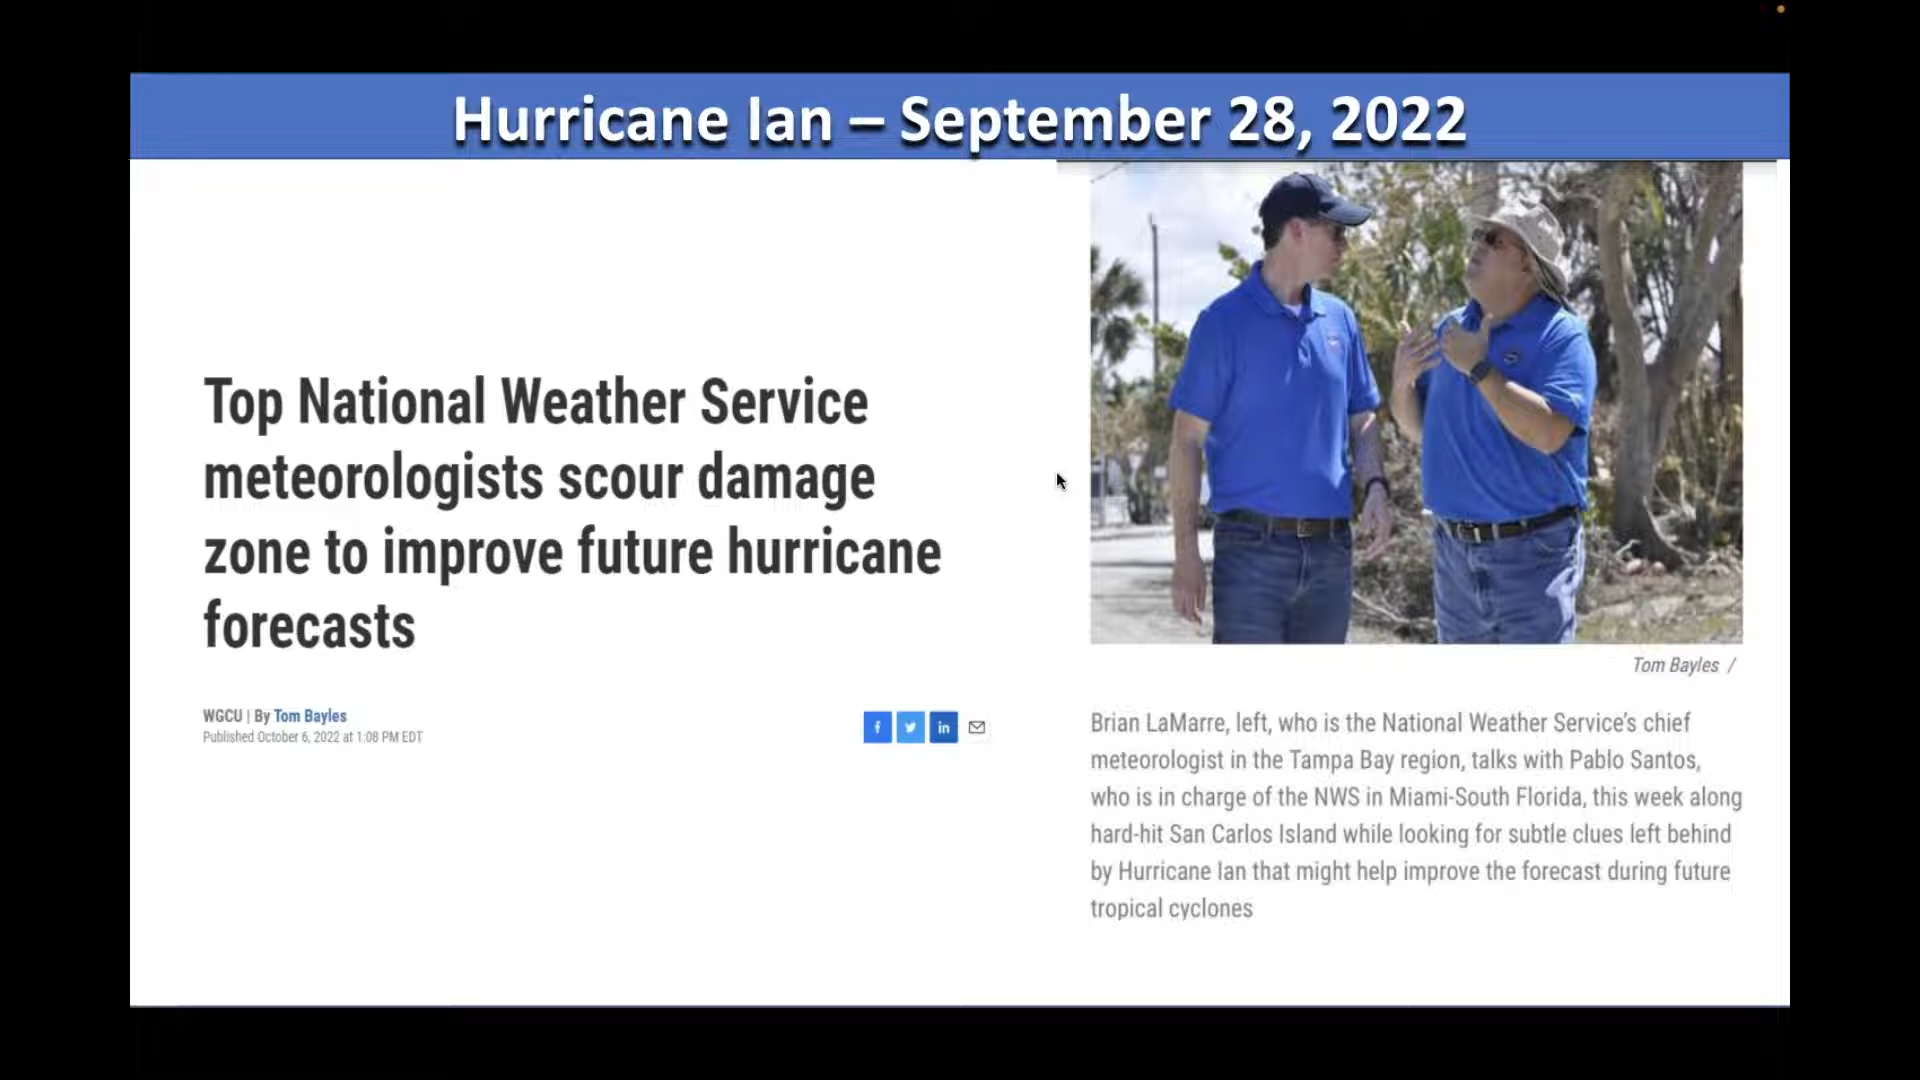 Hurricane Ian – September 28, 2022
Top National Weather Service
meteorologists scour damage
zone to improve future hurricane
forecasts
WGCU | By Tom Bayles
Published October 6, 2022 at 1:08 PM EDT
f
in
Tom Bayles /
Brian LaMarre, left, who is the National Weather Service's chief
meteorologist in the Tampa Bay region, talks with Pablo Santos,
who is in charge of the NWS in Miami-South Florida, this week along
hard-hit San Carlos Island while looking for subtle clues left behind
by Hurricane Ian that might help improve the forecast during future
tropical cyclones